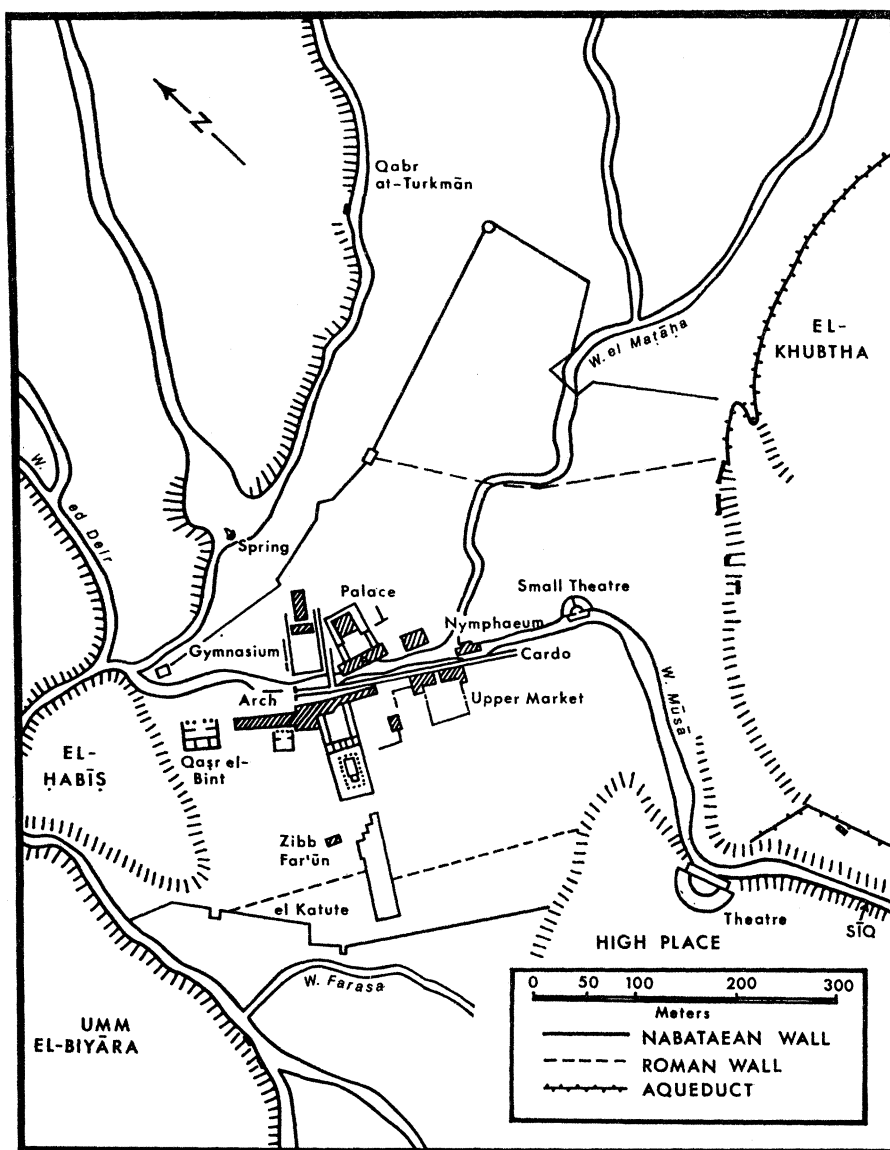 N
Qabr
at-Turkmān
EL-
KHUBTHA
W. el Maṭāḥa
W. ed Deir
Spring
Palace
Small Theatre
Nymphaeum
Gymnasium
Cardo
Arch
Upper Market
W. Mūsā
EL-
ḤABĪṢ
Qaṣr el-
Bint
Zibb
Far'ūn
el Katute
Theatre
SĪQ
HIGH PLACE
W. Farasa
UMM
EL-BIYĀRA
0 50 100 200 300
Meters
NABATAEAN WALL
ROMAN WALL
AQUEDUCT